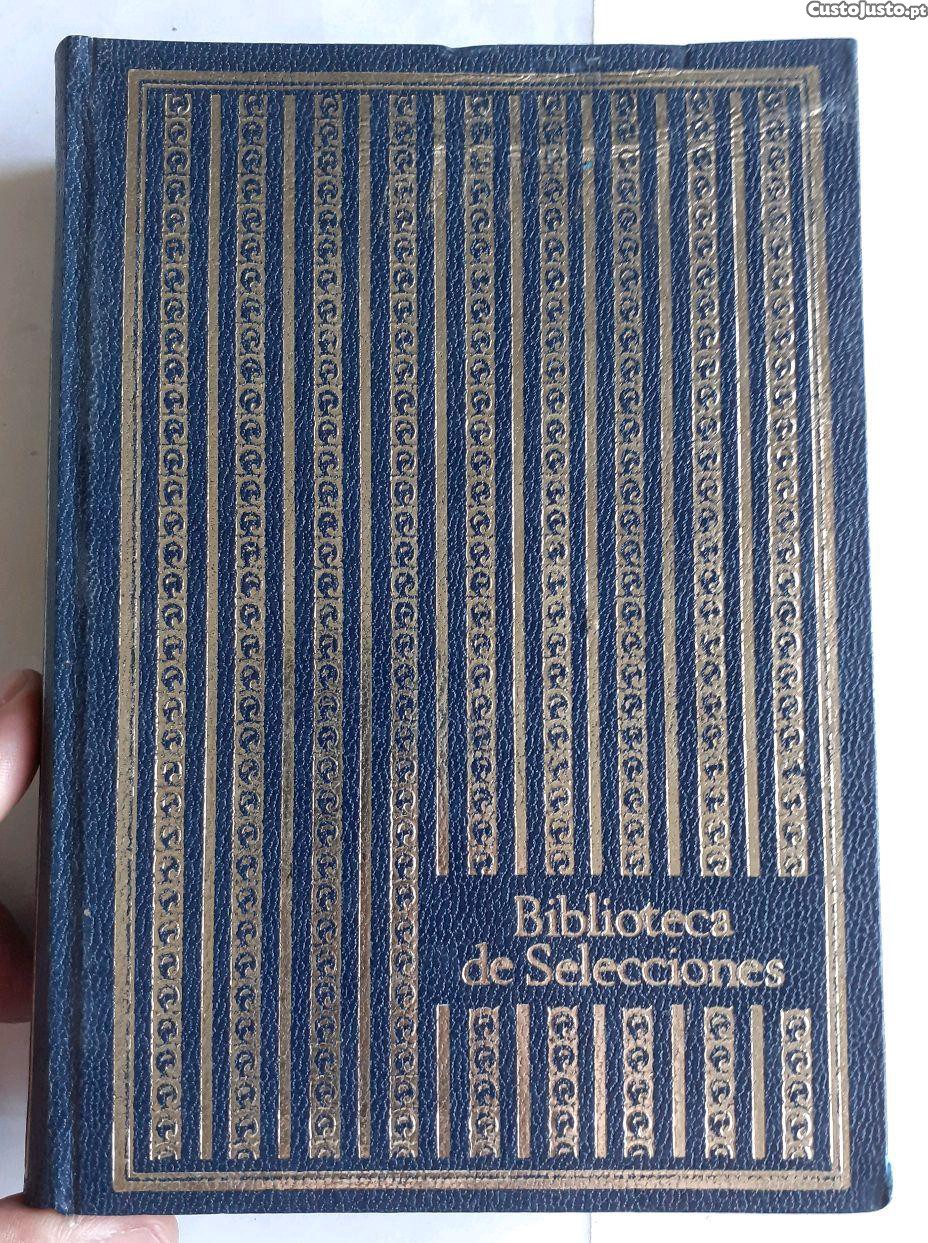 CustoJusto.pt
Biblioteca
de Selecciones